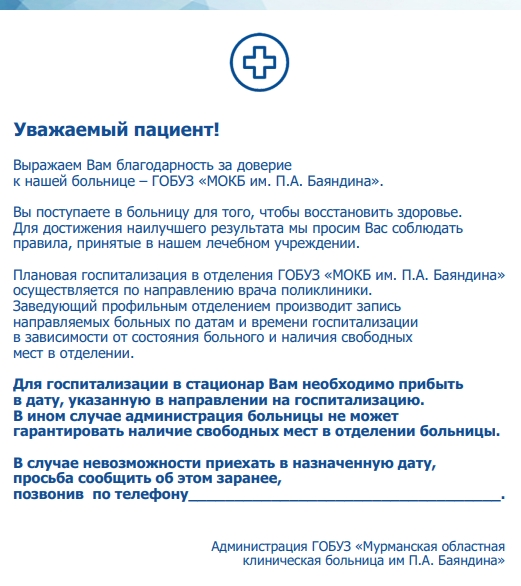 Уважаемый пациент!
Выражаем Вам благодарность за доверие
к нашей больнице – ГОБУЗ «МОКБ им. П.А. Баяндина».
Вы поступаете в больницу для того, чтобы восстановить здоровье.
Для достижения наилучшего результата мы просим Вас соблюдать
правила, принятые в нашем лечебном учреждении.
Плановая госпитализация в отделения ГОБУЗ «МОКБ им. П.А. Баяндина»
осуществляется по направлению врача поликлиники.
Заведующий профильным отделением производит запись
направляемых больных по датам и времени госпитализации
в зависимости от состояния больного и наличия свободных
мест в отделении.
Для госпитализации в стационар Вам необходимо прибыть
в дату, указанную в направлении на госпитализацию.
В ином случае администрация больницы не может
гарантировать наличие свободных мест в отделении больницы.
В случае невозможности приехать в назначенную дату,
просьба сообщить об этом заранее,
позвонив  по телефону___________________________________.
Администрация ГОБУЗ «Мурманская областная
клиническая больница им П.А. Баяндина»